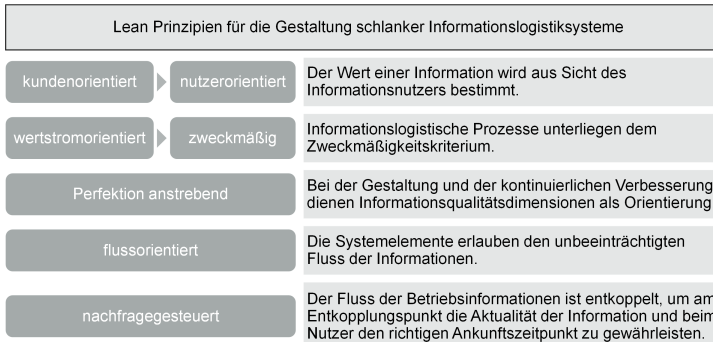 Lean Prinzipien für die Gestaltung schlanker Informationslogistiksysteme
kundenorientiert nutzerorientiert
Der Wert einer Information wird aus Sicht des
Informationsnutzers bestimmt.
wertstromorientiert zweckmäßig
Informationslogistische Prozesse unterliegen dem
Zweckmäßigkeitskriterium.
Perfektion anstrebend
Bei der Gestaltung und der kontinuierlichen Verbesserung
dienen Informationsqualitätsdimensionen als Orientierung
flussorientiert
Die Systemelemente erlauben den unbeeinträchtigten
Fluss der Informationen.
nachfragegesteuert
Der Fluss der Betriebsinformationen ist entkoppelt, um am
Entkopplungspunkt die Aktualität der Information und beim
Nutzer den richtigen Ankunftszeitpunkt zu gewährleisten.